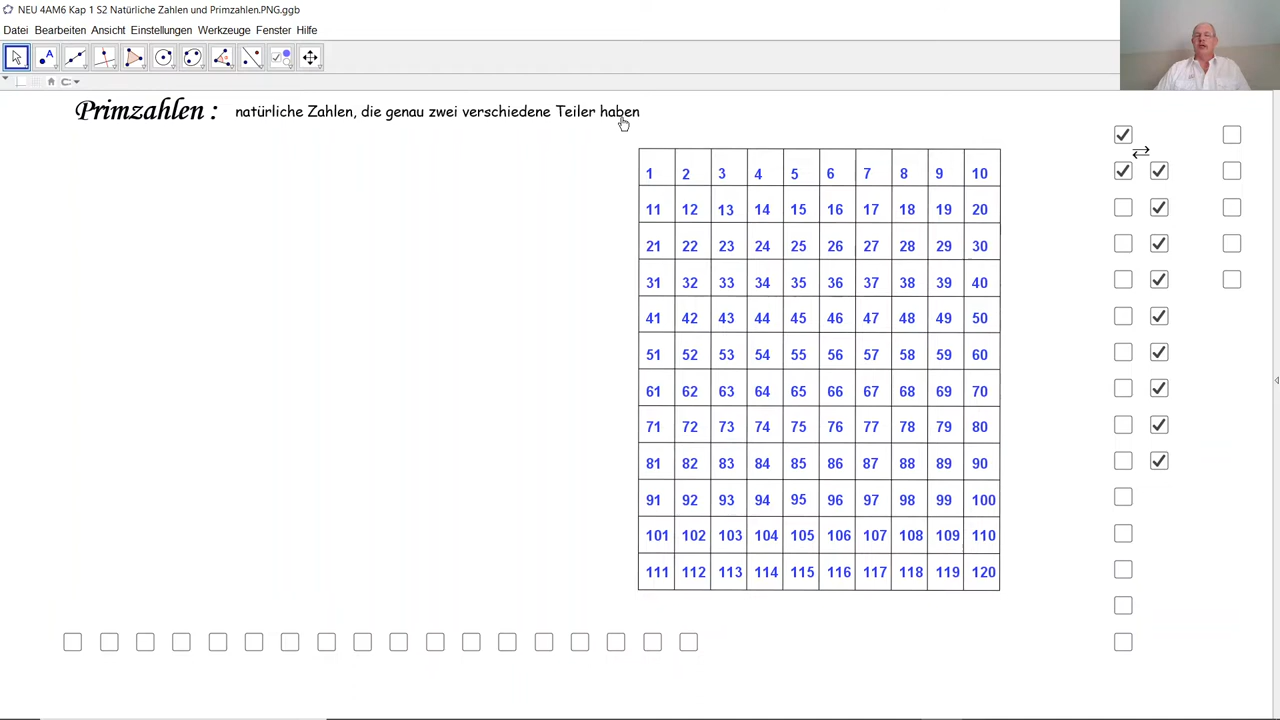 NEU 4AM6 Kap 1 S2 Natürliche Zahlen und Primzahlen.PNG.ggb
Datei Bearbeiten Ansicht Einstellungen Werkzeuge Fenster Hilfe
Primzahlen : natürliche Zahlen, die genau zwei verschiedene Teiler haben
1 2 3 4 5 6 7 8 9 10
11 12 13 14 15 16 17 18 19 20
21 22 23 24 25 26 27 28 29 30
31 32 33 34 35 36 37 38 39 40
41 42 43 44 45 46 47 48 49 50
51 52 53 54 55 56 57 58 59 60
61 62 63 64 65 66 67 68 69 70
71 72 73 74 75 76 77 78 79 80
81 82 83 84 85 86 87 88 89 90
91 92 93 94 95 96 97 98 99 100
101 102 103 104 105 106 107 108 109 110
111 112 113 114 115 116 117 118 119 120